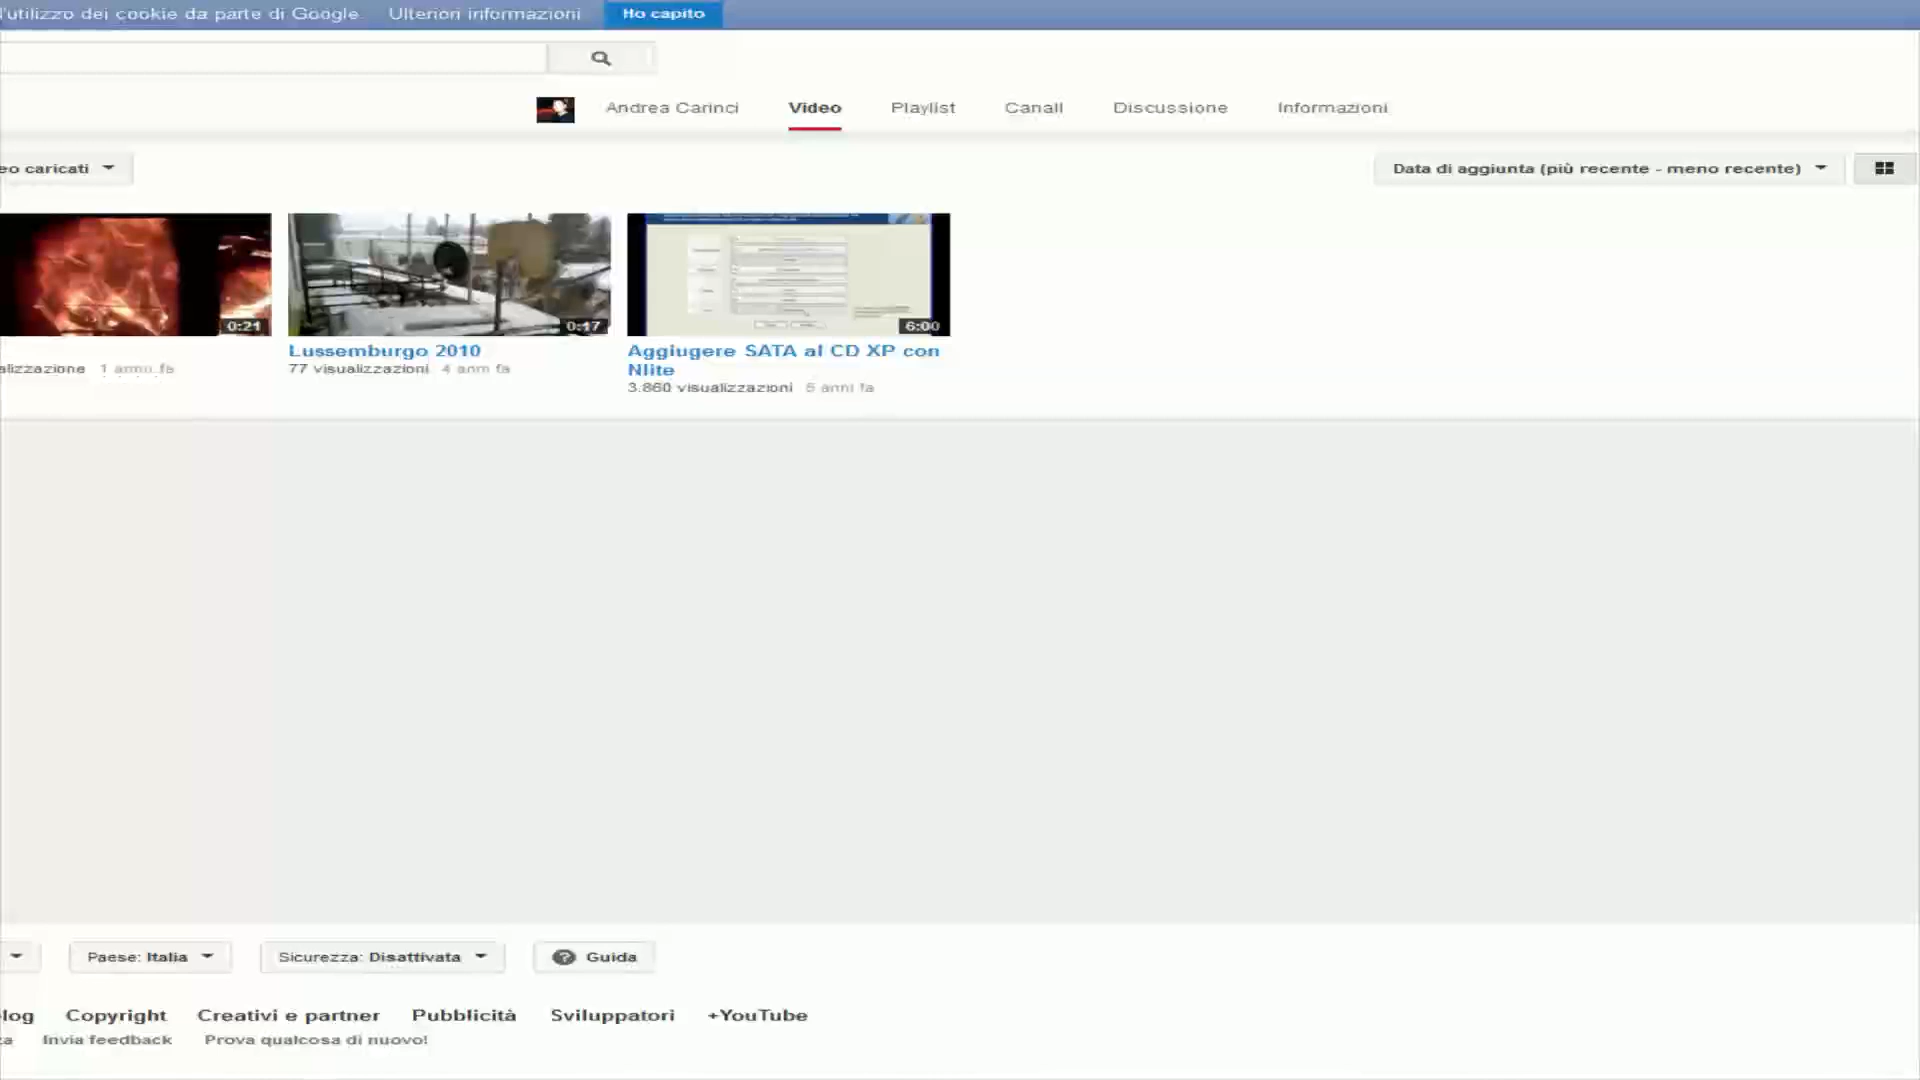 l'utilizzo dei cookie da parte di Google Ulteriori informazioni Ho capito
Andrea Carinci Video Playlist Canali Discussione Informazioni
eo caricati Data di aggiunta (più recente - meno recente)
0:21 0:17 6:00
Lussemburgo 2010
Aggiugere SATA al CD XP con
Nlite
alizzazione 1 anno fa
77 visualizzazioni 4 anni fa
3.860 visualizzazioni 5 anni fa
Paese: Italia Sicurezza: Disattivata Guida
log Copyright Creativi e partner Pubblicità Sviluppatori +YouTube
za Invia feedback Prova qualcosa di nuovo!